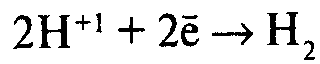 2H⁺¹ + 2ē → H₂